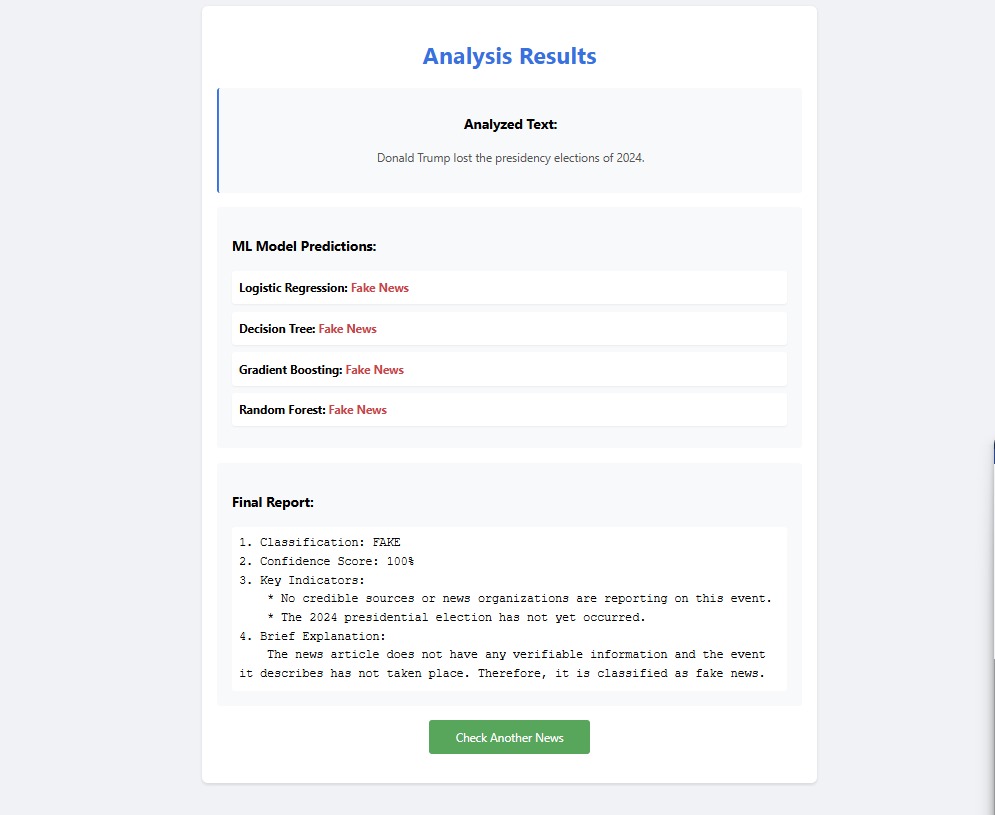 Analysis Results
Analyzed Text:
Donald Trump lost the presidency elections of 2024.
ML Model Predictions:
Logistic Regression: Fake News
Decision Tree: Fake News
Gradient Boosting: Fake News
Random Forest: Fake News
Final Report:
1. Classification: FAKE
2. Confidence Score: 100%
3. Key Indicators:
* No credible sources or news organizations are reporting on this event.
* The 2024 presidential election has not yet occurred.
4. Brief Explanation:
The news article does not have any verifiable information and the event
it describes has not taken place. Therefore, it is classified as fake news.
Check Another News